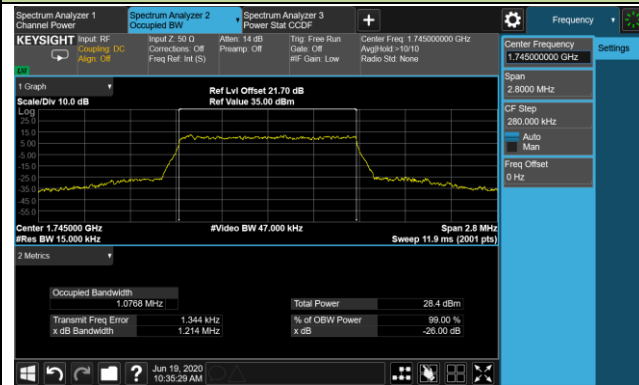 Spectrum Analyzer 1
Channel Power
Spectrum Analyzer 2
Occupied BW
Spectrum Analyzer 3
Power Stat CCDF
Frequency
KEYSIGHT
Input: RF
Coupling: DC
Align: Off
Input Z: 50 Ω
Corrections: Off
Freq Ref: Int (S)
Atten: 14 dB
Preamp: Off
Trig: Free Run
Gate: Off
#IF Gain: Low
Center Freq: 1.745000000 GHz
Avg|Hold:>10/10
Radio Std: None
LW
1 Graph
Scale/Div 10.0 dB
Ref Lvl Offset 21.70 dB
Ref Value 35.00 dBm
Log
25.0
15.0
5.00
-5.00
-15.0
-25.0
-35.0
-45.0
-55.0
Center 1.745000 GHz
#Video BW 47.000 kHz
Span 2.8 MHz
#Res BW 15.000 kHz
Sweep 11.9 ms (2001 pts)
2 Metrics
Occupied Bandwidth
1.0768 MHz
Total Power
28.4 dBm
Transmit Freq Error
1.344 kHz
% of OBW Power
99.00 %
x dB Bandwidth
1.214 MHz
x dB
-26.00 dB
Jun 19, 2020
10:35:29 AM
Center Frequency
1.745000000 GHz
Settings
Span
2.8000 MHz
CF Step
280.000 kHz
Auto
Man
Freq Offset
0 Hz